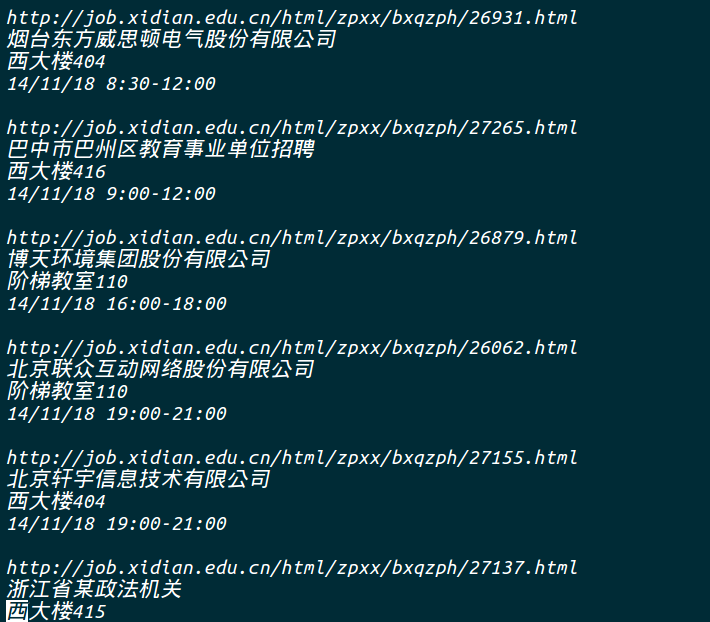 http://job.xidian.edu.cn/html/zpxx/bxqzph/26931.html
烟台东方威思顿电气股份有限公司
西大楼404
14/11/18 8:30-12:00
http://job.xidian.edu.cn/html/zpxx/bxqzph/27265.html
巴中市巴州区教育事业单位招聘
西大楼416
14/11/18 9:00-12:00
http://job.xidian.edu.cn/html/zpxx/bxqzph/26879.html
博天环境集团股份有限公司
阶梯教室110
14/11/18 16:00-18:00
http://job.xidian.edu.cn/html/zpxx/bxqzph/26062.html
北京联众互动网络股份有限公司
阶梯教室110
14/11/18 19:00-21:00
http://job.xidian.edu.cn/html/zpxx/bxqzph/27155.html
北京轩宇信息技术有限公司
西大楼404
14/11/18 19:00-21:00
http://job.xidian.edu.cn/html/zpxx/bxqzph/27137.html
浙江省某政法机关
西大楼415